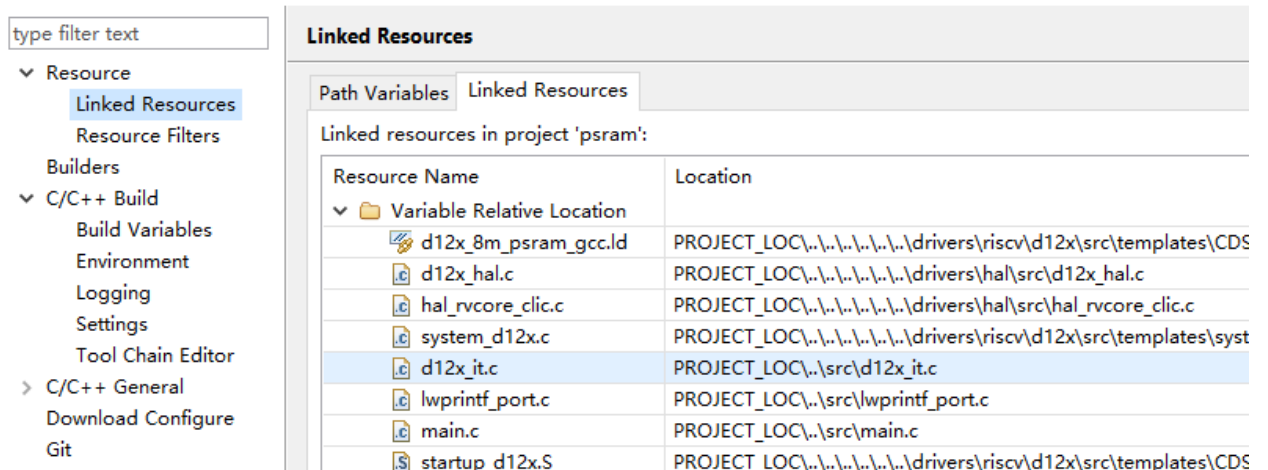 type filter text
Resource
Linked Resources
Resource Filters
Builders
C/C++ Build
Build Variables
Environment
Logging
Settings
Tool Chain Editor
C/C++ General
Download Configure
Git
Linked Resources
Path Variables Linked Resources
Linked resources in project 'psram':
Resource Name Location
Variable Relative Location
d12x_8m_psram_gcc.ld PROJECT_LOC\..\..\..\..\..\..\drivers\riscv\d12x\src\templates\CDS
.c d12x_hal.c PROJECT_LOC\..\..\..\..\..\..\drivers\hal\src\d12x_hal.c
.c hal_rvcore_clic.c PROJECT_LOC\..\..\..\..\..\..\drivers\hal\src\hal_rvcore_clic.c
.c system_d12x.c PROJECT_LOC\..\..\..\..\..\..\drivers\riscv\d12x\src\templates\syst
.c d12x_it.c PROJECT_LOC\..\src\d12x_it.c
.c lwprintf_port.c PROJECT_LOC\..\src\lwprintf_port.c
.c main.c PROJECT_LOC\..\src\main.c
.S startup_d12x.S PROJECT_LOC\..\..\..\..\..\..\drivers\riscv\d12x\src\templates\CDS